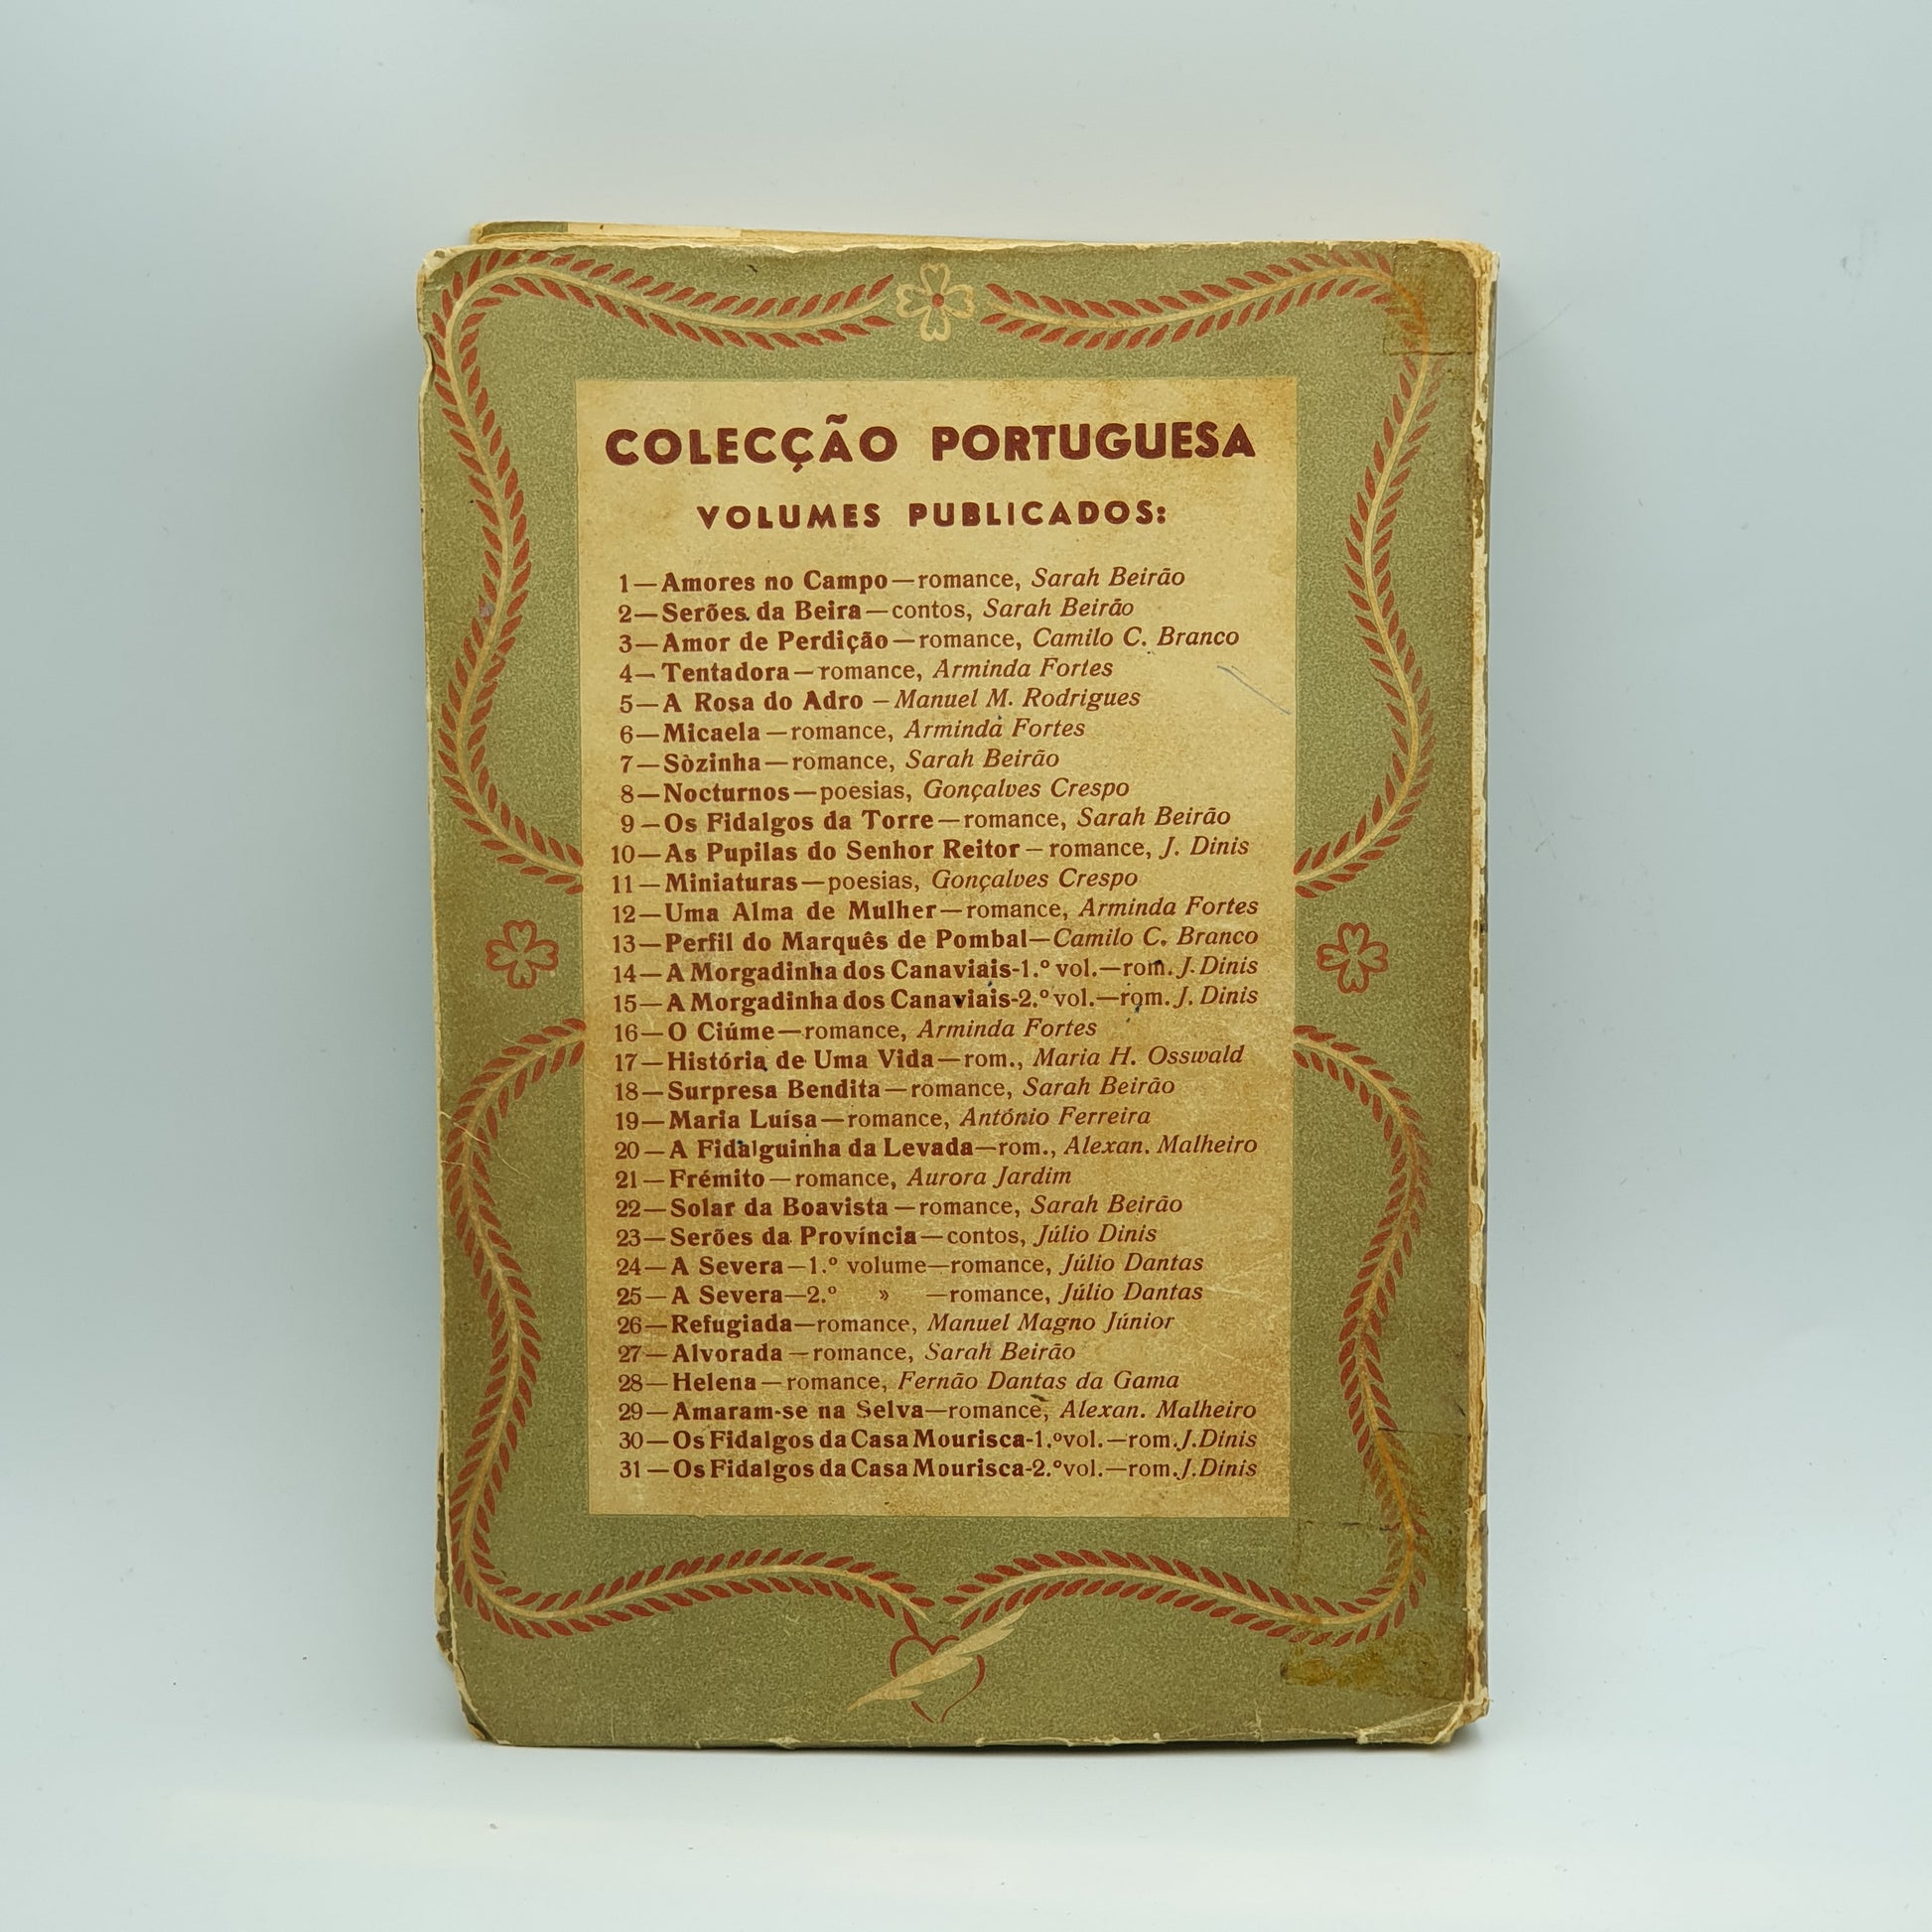 COLECÇÃO PORTUGUESA
VOLUMES PUBLICADOS:
1—Amores no Campo—romance, Sarah Beirão
2—Serões da Beira—contos, Sarah Beirão
3—Amor de Perdição—romance, Camilo C. Branco
4—Tentadora—romance, Arminda Fortes
5—A Rosa do Adro—Manuel M. Rodrigues
6—Micaela—romance, Arminda Fortes
7—Sòzinha—romance, Sarah Beirão
8—Nocturnos—poesias, Gonçalves Crespo
9—Os Fidalgos da Torre—romance, Sarah Beirão
10—As Pupilas do Senhor Reitor—romance, J. Dinis
11—Miniaturas—poesias, Gonçalves Crespo
12—Uma Alma de Mulher—romance, Arminda Fortes
13—Perfil do Marquês de Pombal—Camilo C. Branco
14—A Morgadinha dos Canaviais-1.º vol.—rom. J. Dinis
15—A Morgadinha dos Canaviais-2.º vol.—rom. J. Dinis
16—O Ciúme—romance, Arminda Fortes
17—História de Uma Vida—rom., Maria H. Osswald
18—Surpresa Bendita—romance, Sarah Beirão
19—Maria Luísa—romance, António Ferreira
20—A Fidalguinha da Levada—rom., Alexan. Malheiro
21—Frémito—romance, Aurora Jardim
22—Solar da Boavista—romance, Sarah Beirão
23—Serões da Província—contos, Júlio Dinis
24—A Severa—1.º volume—romance, Júlio Dantas
25—A Severa—2.º » —romance, Júlio Dantas
26—Refugiada—romance, Manuel Magno Júnior
27—Alvorada—romance, Sarah Beirão
28—Helena—romance, Fernão Dantas da Gama
29—Amaram-se na Selva—romance, Alexan. Malheiro
30—Os Fidalgos da Casa Mourisca-1.º vol.—rom. J. Dinis
31—Os Fidalgos da Casa Mourisca-2.º vol.—rom. J. Dinis